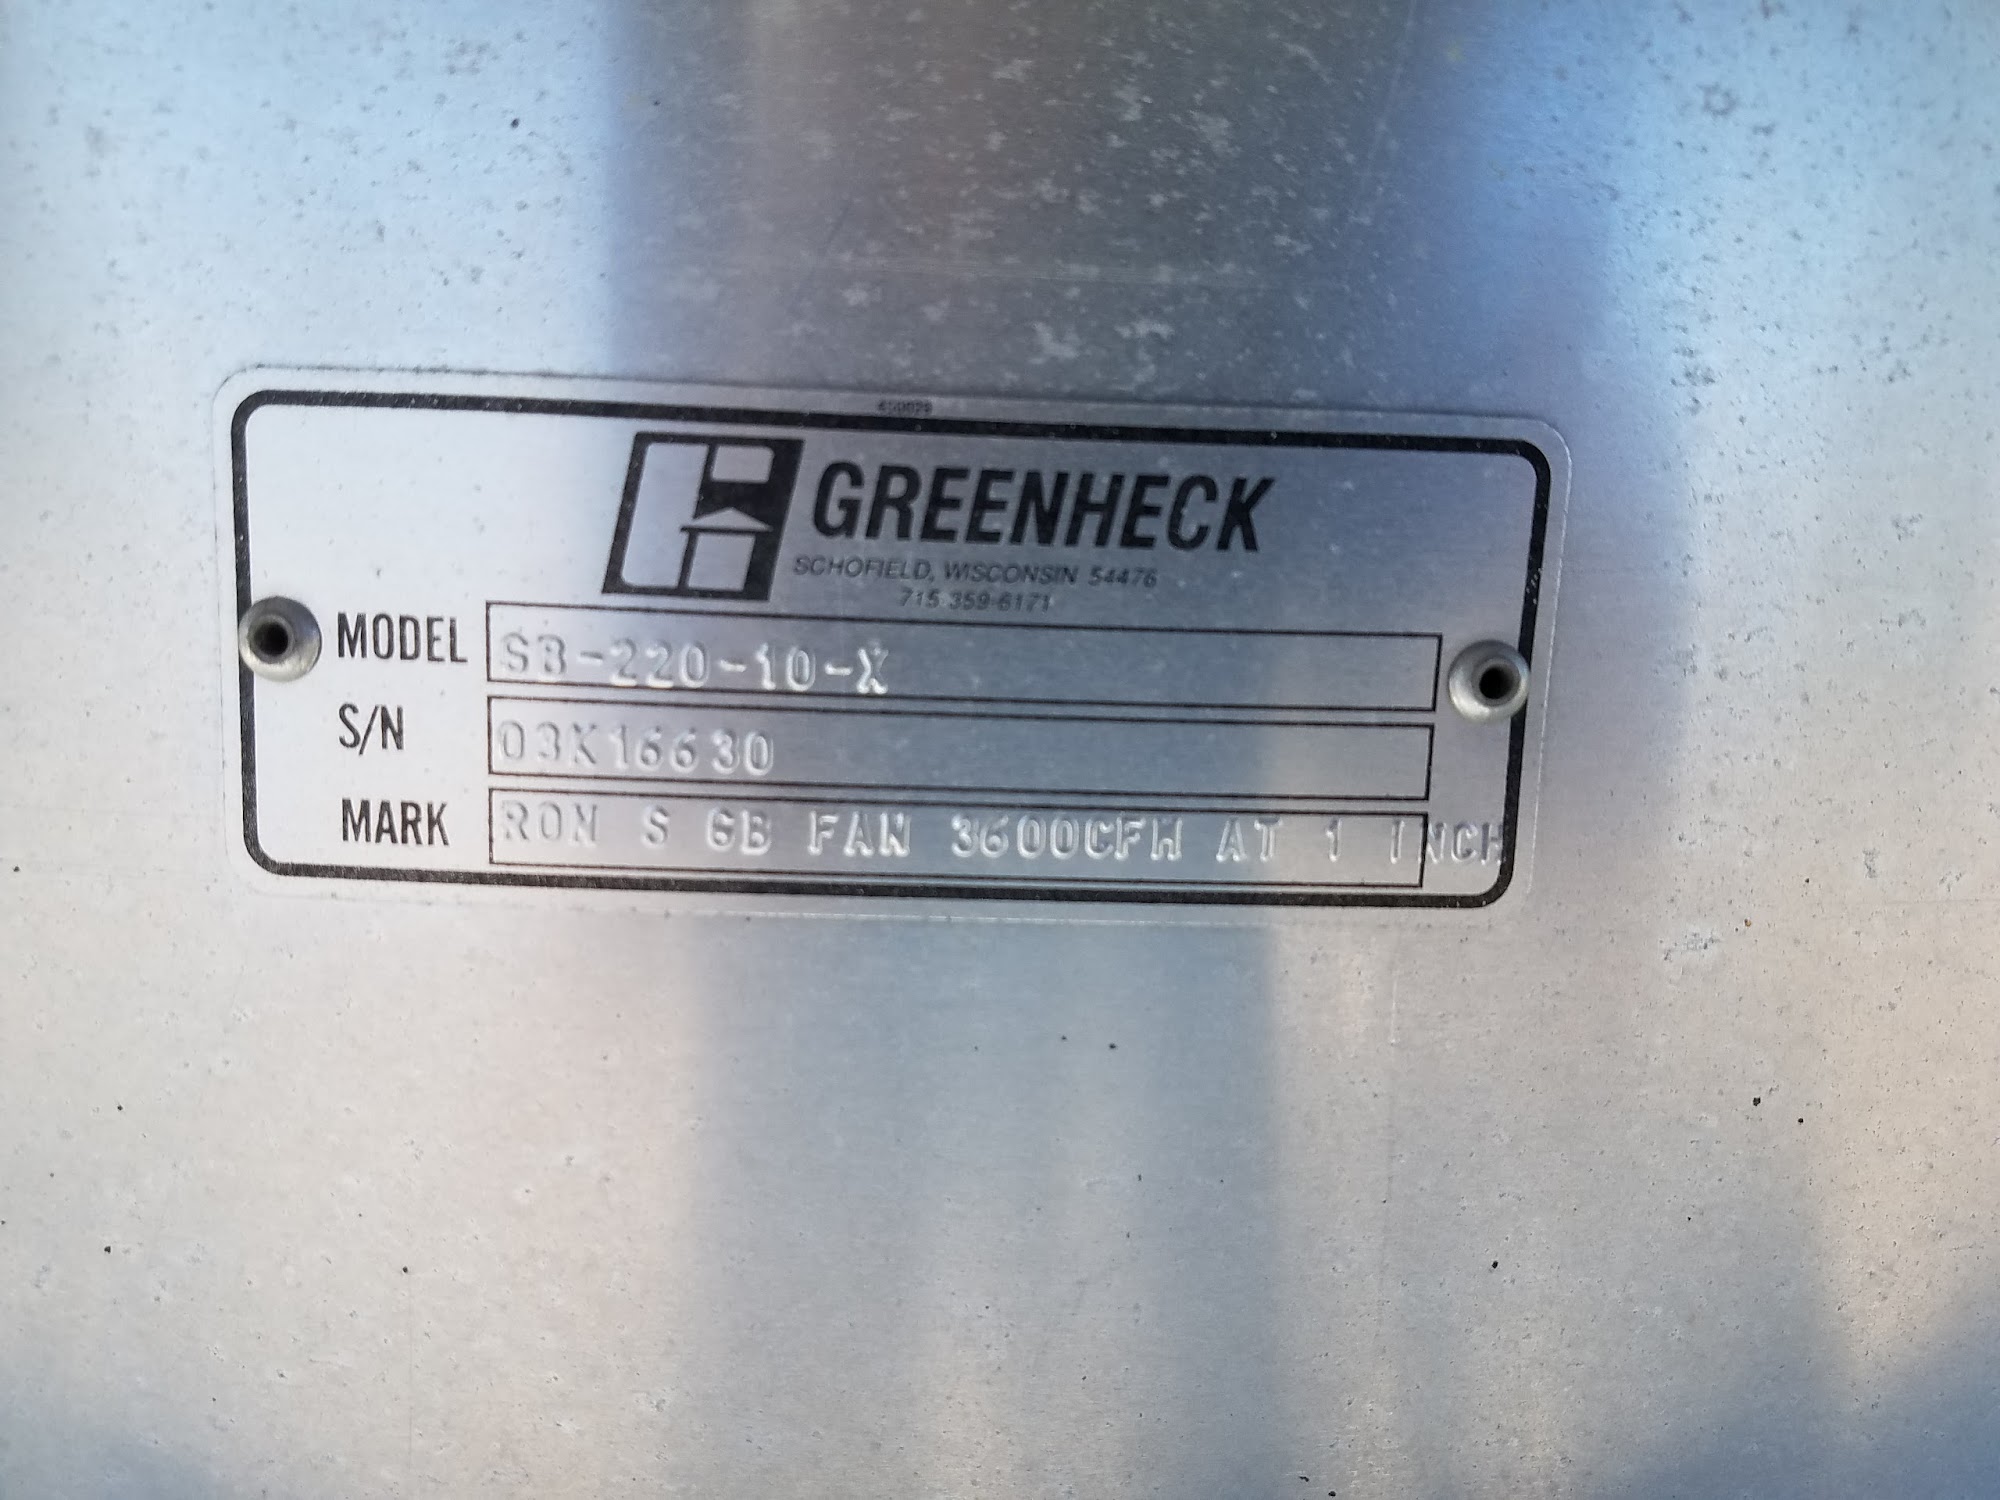 450029
GREENHECK
SCHOFIELD, WISCONSIN 54476
715-359-6171
MODEL SB-220-10-X
S/N 03K16630
MARK RON S GB FAN 3600CFM AT 1 INCH